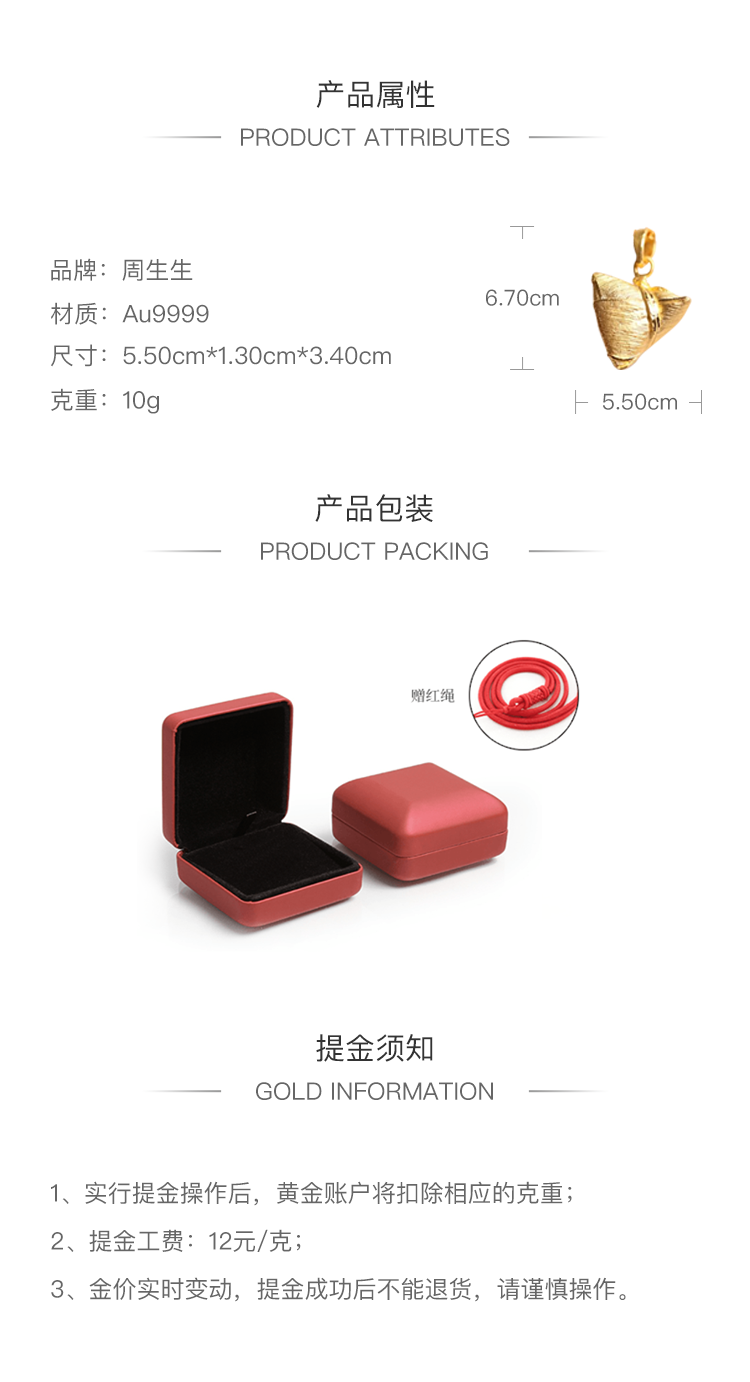 产品属性
PRODUCT ATTRIBUTES
品牌：周生生
材质：Au9999
尺寸：5.50cm*1.30cm*3.40cm
克重：10g
6.70cm
5.50cm
产品包装
PRODUCT PACKING
赠红绳
提金须知
GOLD INFORMATION
1、实行提金操作后，黄金账户将扣除相应的克重；
2、提金工费：12元/克；
3、金价实时变动，提金成功后不能退货，请谨慎操作。